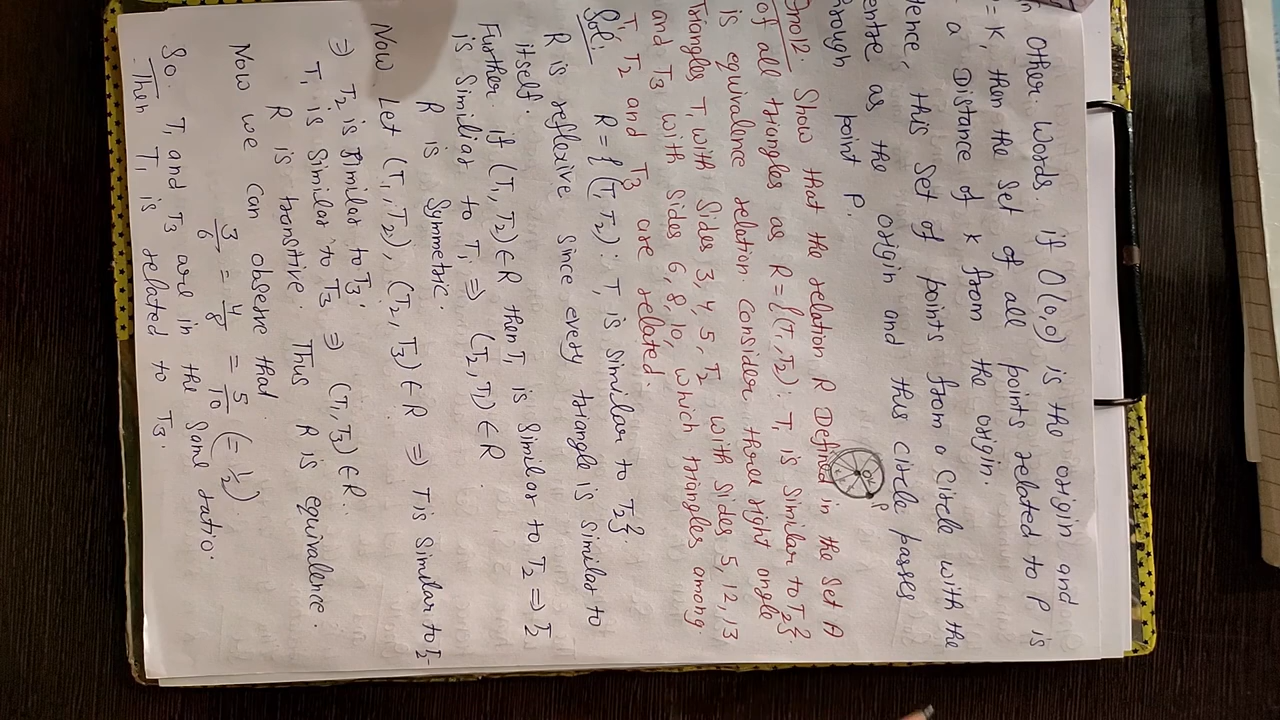 other words. if O(0,0) is the origin and
= K, then the set of all points related to P is
a Distance of K from the origin.
this set of points from a Circle with the
as the origin and this circle passes
point P.
O P
Show that the relation R Defined in the set A
of all triangles as R={(T₁,T₂): T₁ is similar to T₂}.
is equivalence relation. Consider three right angle
Triangles T₁ with sides 3, 4, 5, T₂ with sides 5, 12, 13
and T₃ with sides 6, 8, 10, which triangles among.
T₁, T₂ and T₃ are related.
Sol: R={(T₁,T₂): T₁ is similar to T₂}.
R is reflexive since every triangle is similar to
itself.
Further if (T₁,T₂)∈R then T₁ is similar to T₂ ⇒ T₂
is similar to T₁ ⇒ (T₂,T₁)∈R.
R is Symmetric.
Now Let (T₁,T₂), (T₂,T₃)∈R ⇒ T is similar to T₂
⇒ T₂ is similar to T₃
T₁ is similar to T₃ ⇒ (T₁,T₃)∈R.
R is transitive. Thus R is equivalence.
Now we can observe that
3/6 = 4/8 = 5/10 (= 1/2)
So. T₁ and T₃ are in the same ratio.
Then T₁ is related to T₃.